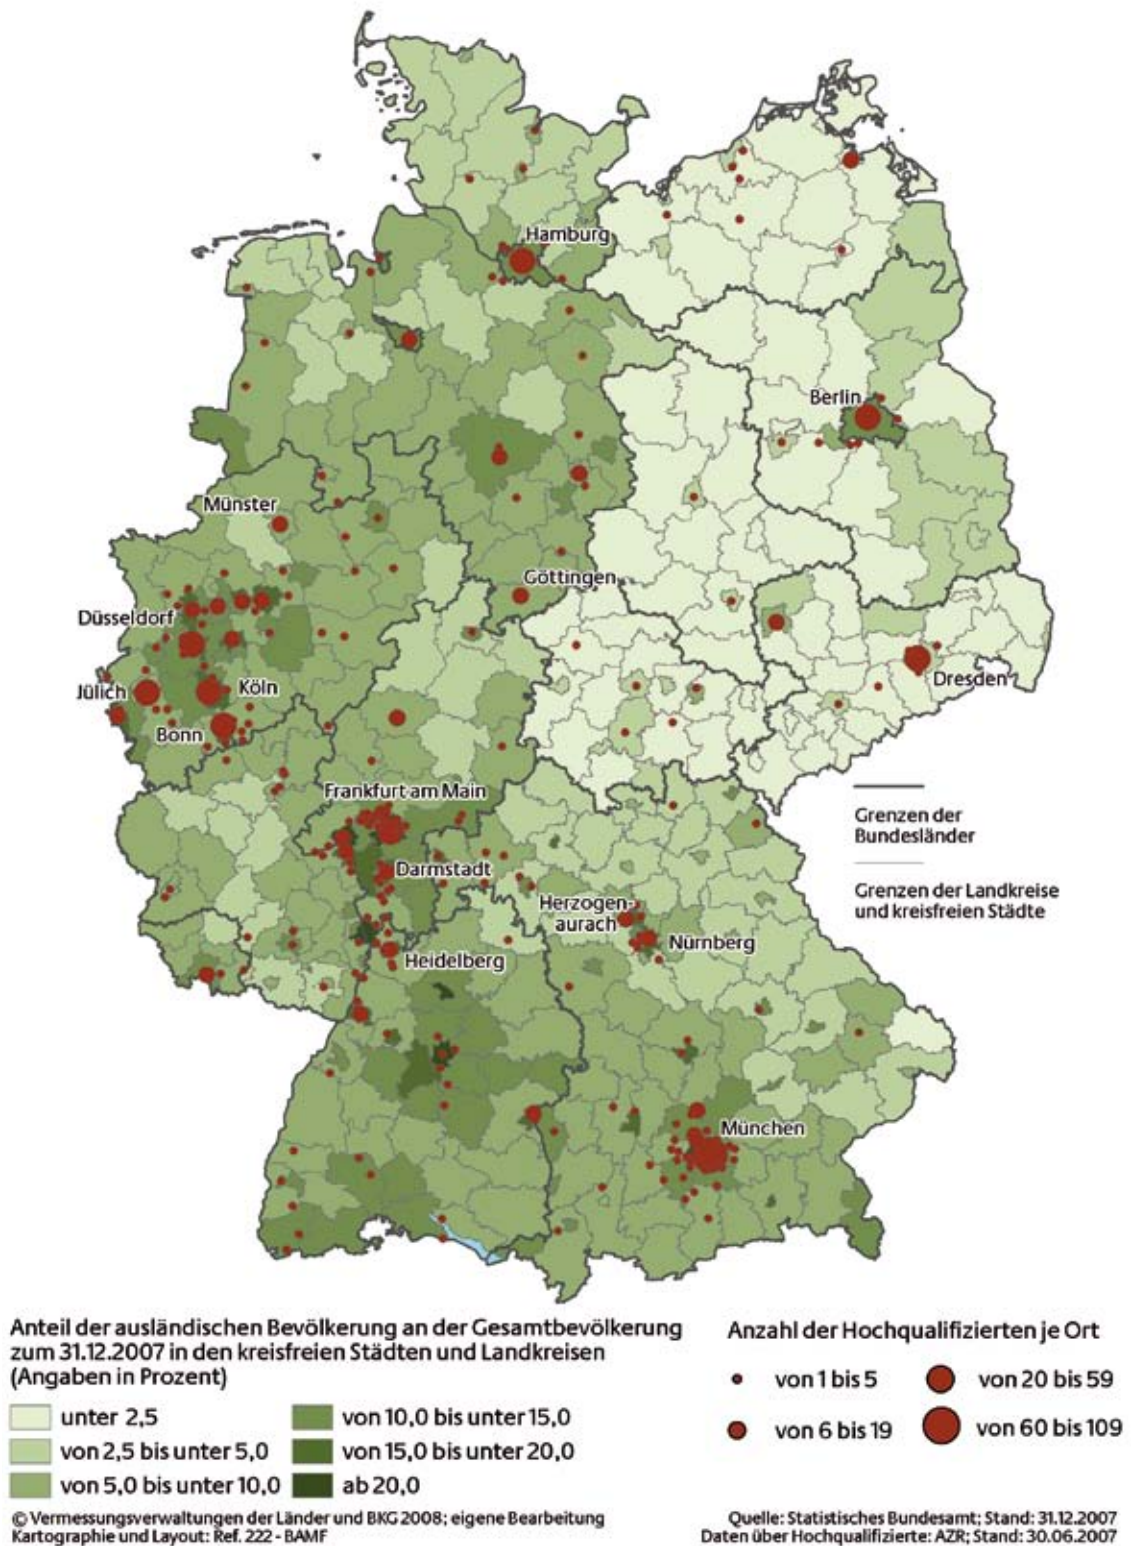 Hamburg
Berlin
Münster
Göttingen
Düsseldorf
Jülich
Köln
Dresden
Bonn
Frankfurt am Main
Grenzen der
Bundesländer
Darmstadt
Grenzen der Landkreise
und kreisfreien Städte
Herzogen-
aurach
Nürnberg
Heidelberg
München
Anteil der ausländischen Bevölkerung an der Gesamtbevölkerung
zum 31.12.2007 in den kreisfreien Städten und Landkreisen
(Angaben in Prozent)
unter 2,5
von 2,5 bis unter 5,0
von 5,0 bis unter 10,0
von 10,0 bis unter 15,0
von 15,0 bis unter 20,0
ab 20,0
Anzahl der Hochqualifizierten je Ort
von 1 bis 5
von 6 bis 19
von 20 bis 59
von 60 bis 109
© Vermessungsverwaltungen der Länder und BKG 2008; eigene Bearbeitung
Kartographie und Layout: Ref. 222 - BAMF
Quelle: Statistisches Bundesamt; Stand: 31.12.2007
Daten über Hochqualifizierte: AZR; Stand: 30.06.2007